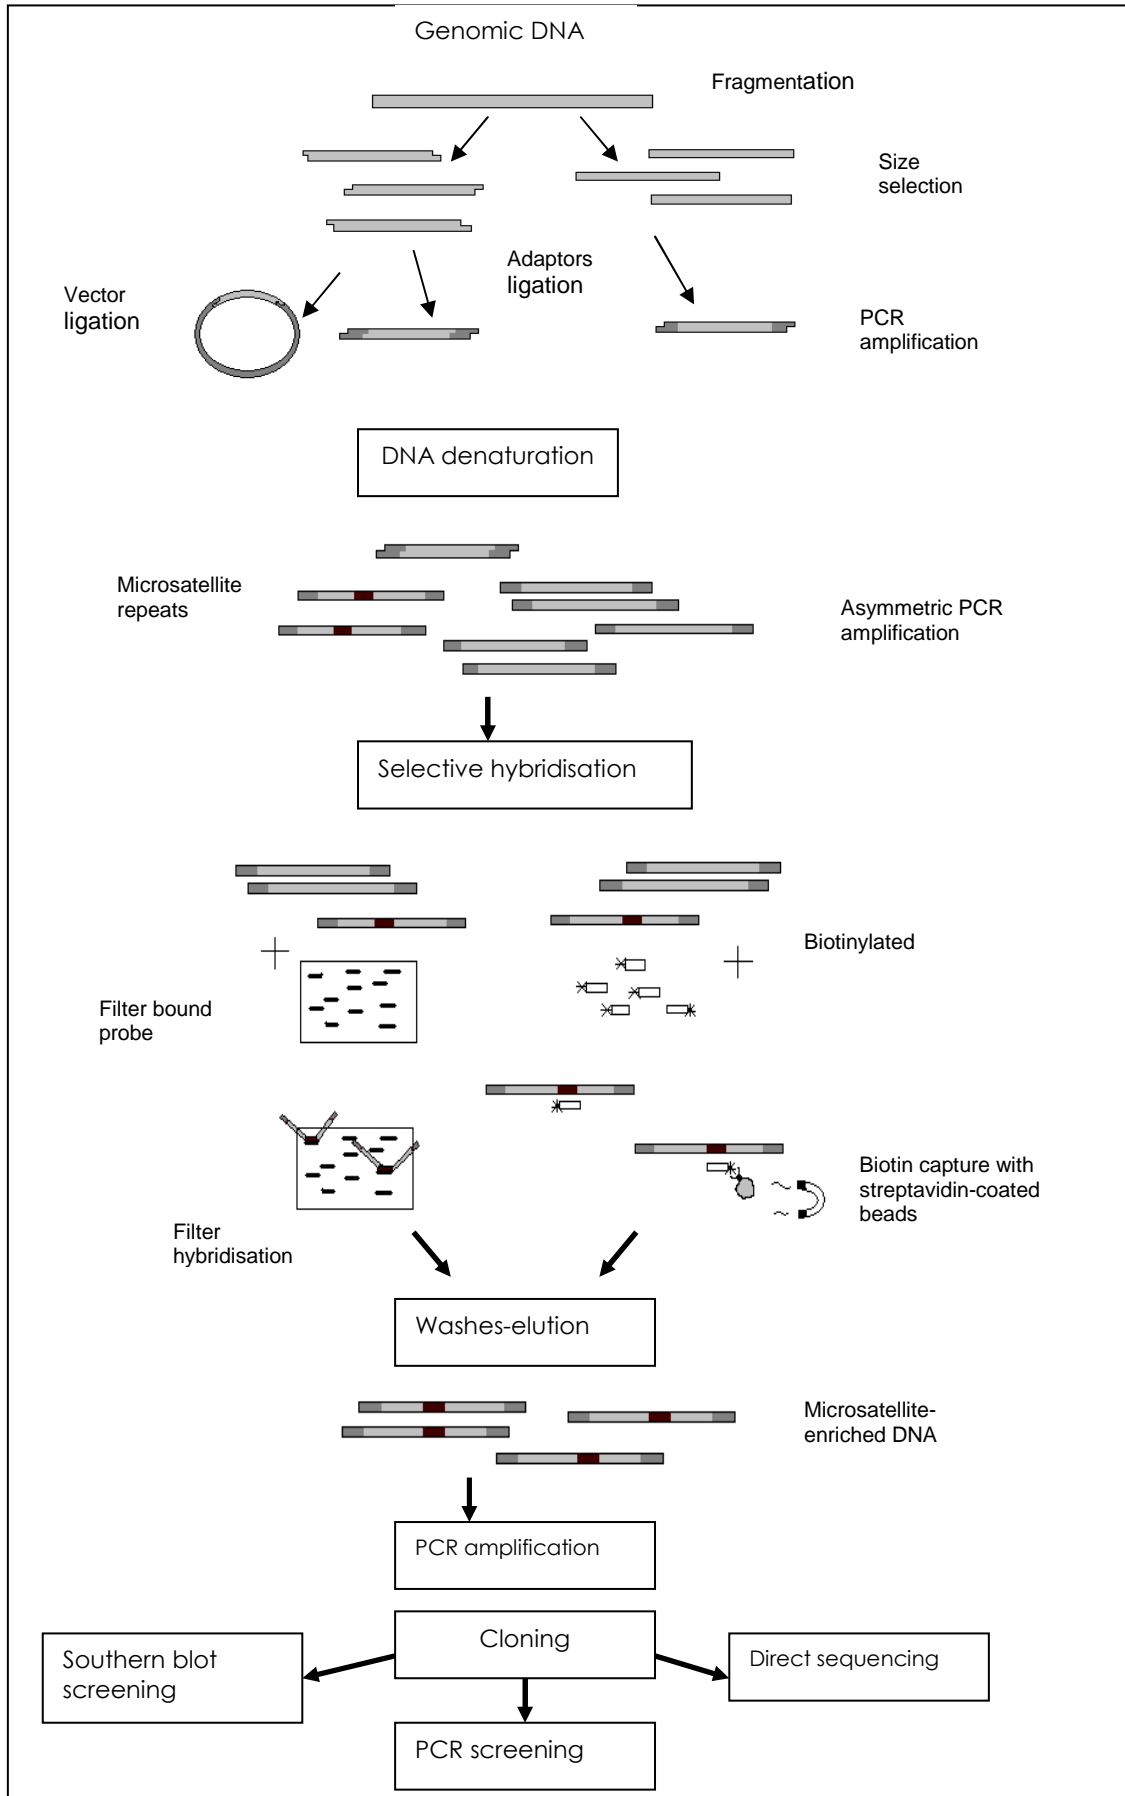 Genomic DNA
Fragmentation
Size
selection
Adaptors
ligation
Vector
ligation
PCR
amplification
DNA denaturation
Microsatellite
repeats
Asymmetric PCR
amplification
Selective hybridisation
Biotinylated
Filter bound
probe
Biotin capture with
streptavidin-coated
beads
Filter
hybridisation
Washes-elution
Microsatellite-
enriched DNA
PCR amplification
Cloning
Southern blot
screening
Direct sequencing
PCR screening